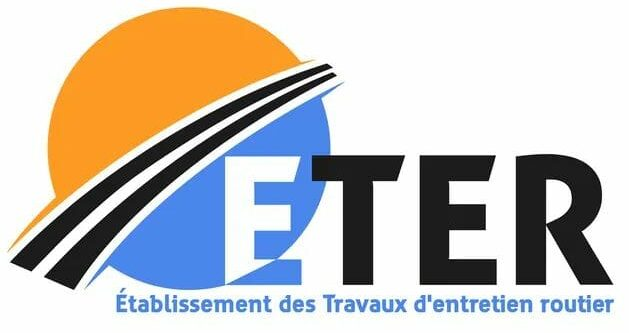 ETER
Établissement des Travaux d'entretien routier